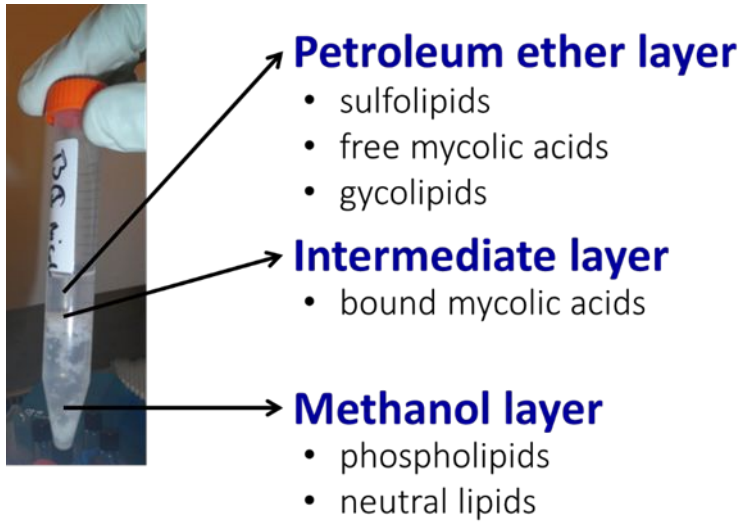 Petroleum ether layer
• sulfolipids
• free mycolic acids
• gycolipids
Intermediate layer
• bound mycolic acids
Methanol layer
• phospholipids
• neutral lipids